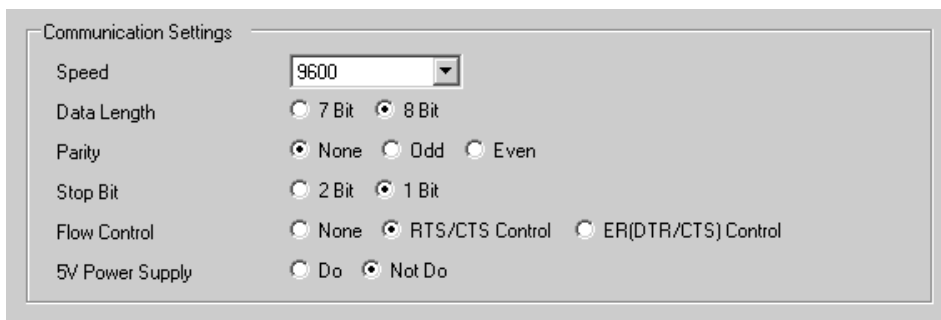 Communication Settings
Speed 9600
Data Length 7 Bit 8 Bit
Parity None Odd Even
Stop Bit 2 Bit 1 Bit
Flow Control None RTS/CTS Control ER(DTR/CTS) Control
5V Power Supply Do Not Do